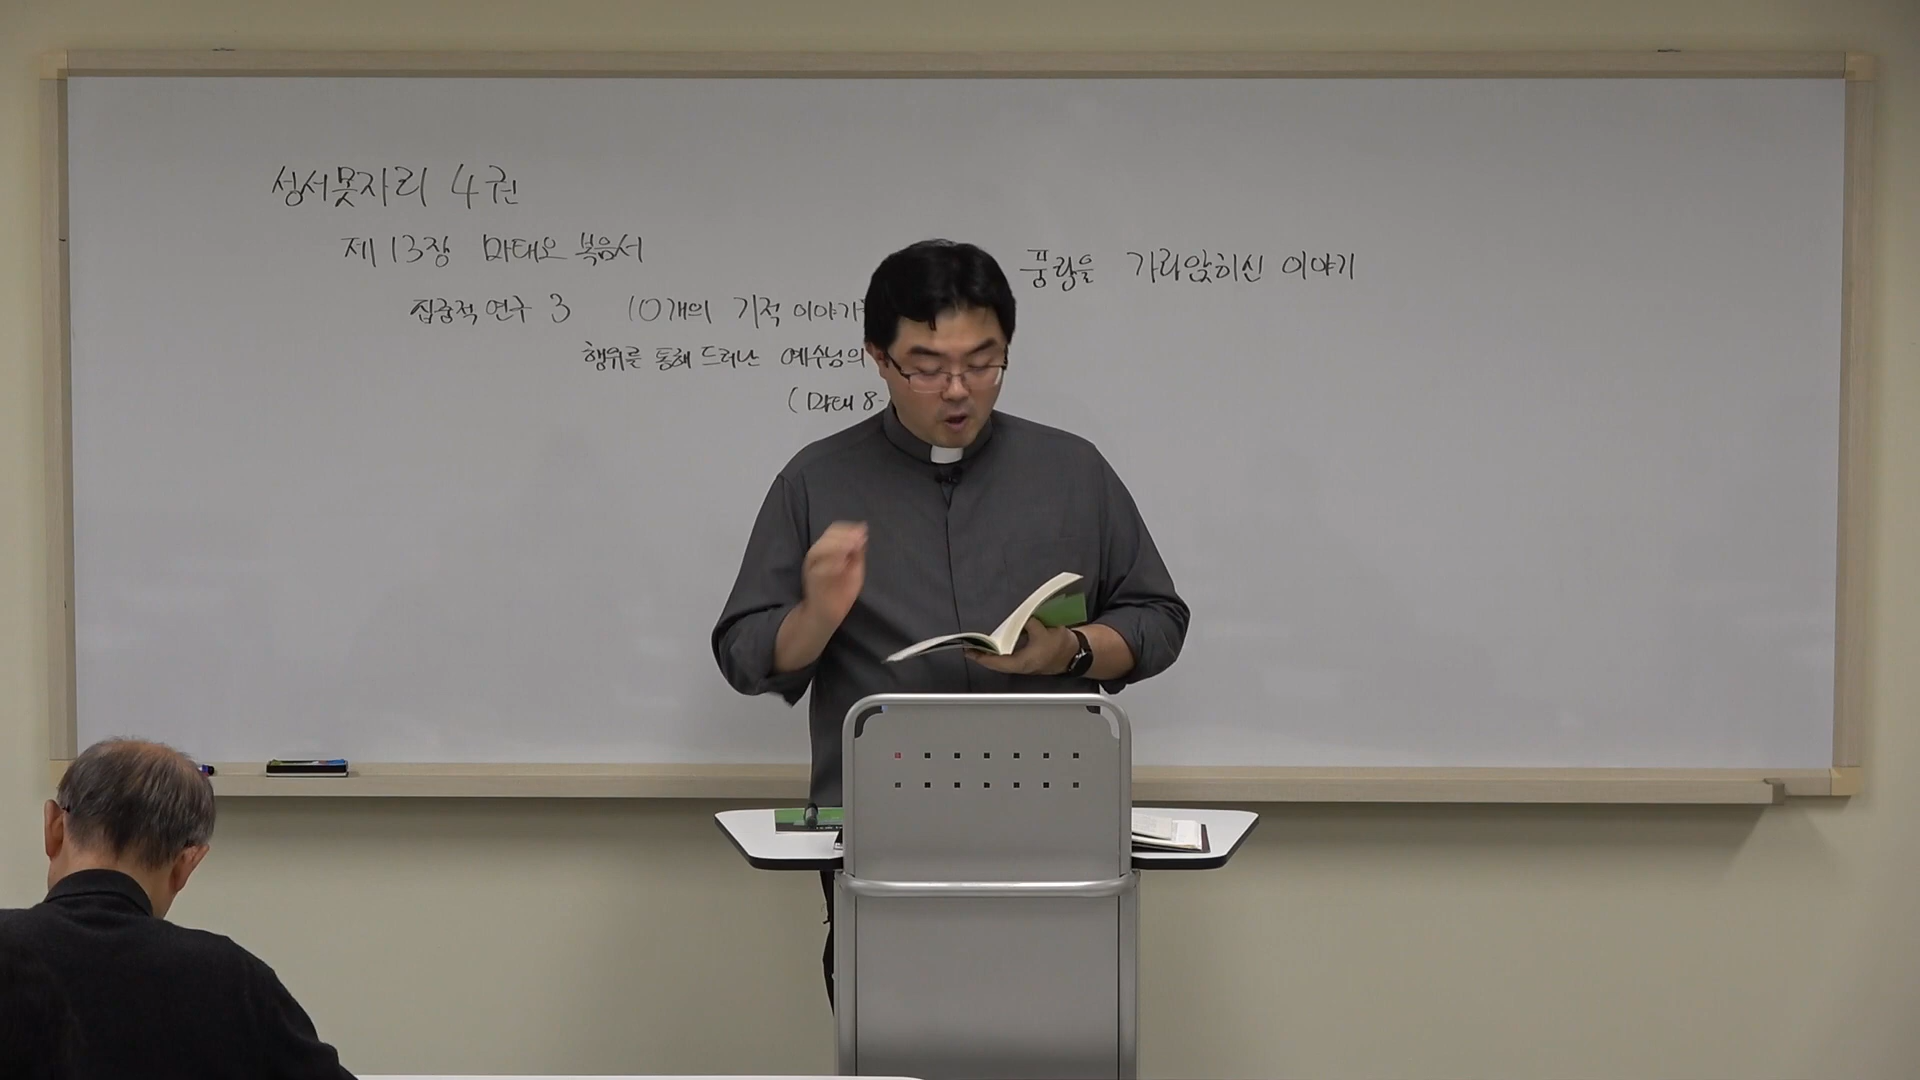 성서못자리 4권
제13장 마태오 복음서
집중적 연구 3 10개의 기적 이야기
행위를 통해 드러난 예수님의
(마태 8-
풍랑을 가라앉히신 이야기